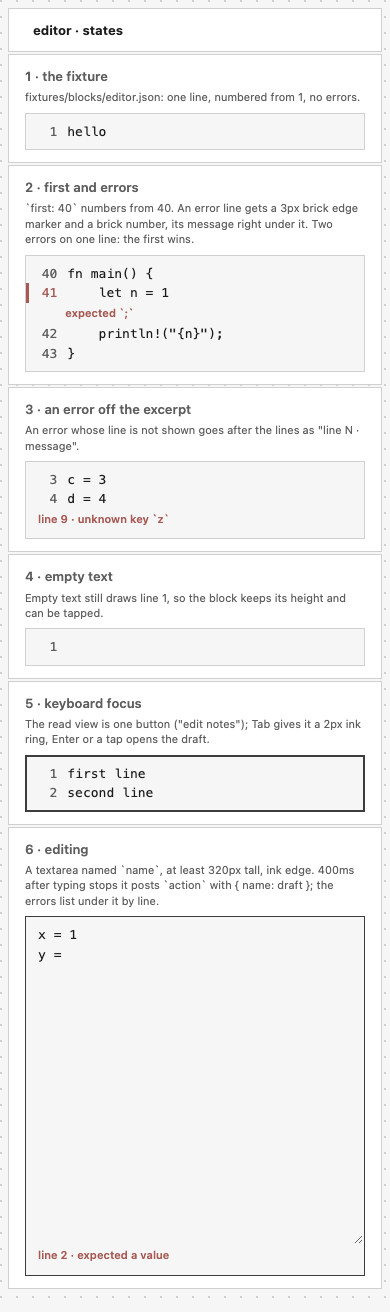 editor · states
1 · the fixture
fixtures/blocks/editor.json: one line, numbered from 1, no errors.
1 hello
2 · first and errors
`first: 40` numbers from 40. An error line gets a 3px brick edge
marker and a brick number, its message right under it. Two
errors on one line: the first wins.
40 fn main() {
41     let n = 1
expected `;`
42     println!("{n}");
43 }
3 · an error off the excerpt
An error whose line is not shown goes after the lines as "line N ·
message".
3 c = 3
4 d = 4
line 9 · unknown key `z`
4 · empty text
Empty text still draws line 1, so the block keeps its height and
can be tapped.
1
5 · keyboard focus
The read view is one button ("edit notes"); Tab gives it a 2px ink
ring, Enter or a tap opens the draft.
1 first line
2 second line
6 · editing
A textarea named `name`, at least 320px tall, ink edge. 400ms
after typing stops it posts `action` with { name: draft }; the
errors list under it by line.
x = 1
y =
line 2 · expected a value